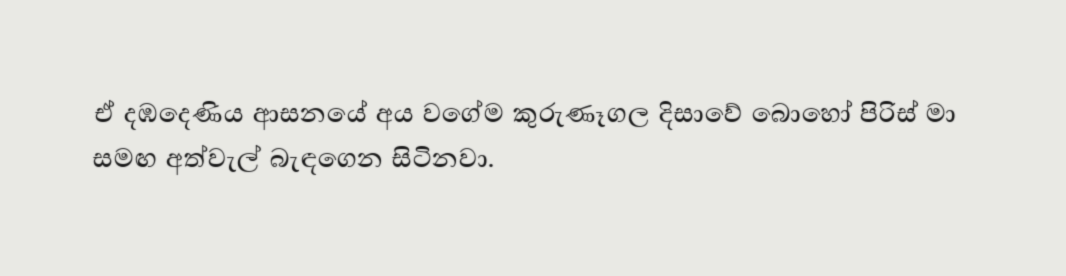 ඒ දඹදෙණිය ආසනයේ අය වගේම කුරුණෑගල දිසාවේ බොහෝ පිරිස් මා
සමඟ අත්වැල් බැඳගෙන සිටිනවා.